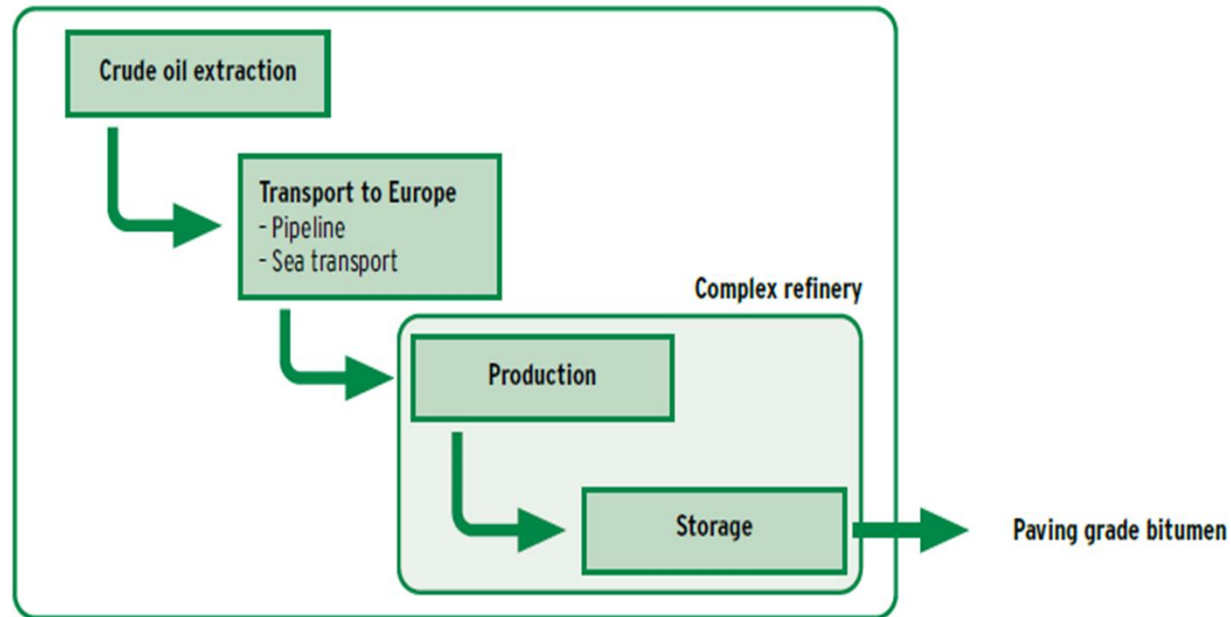 Crude oil extraction
Transport to Europe
- Pipeline
- Sea transport
Complex refinery
Production
Storage
Paving grade bitumen